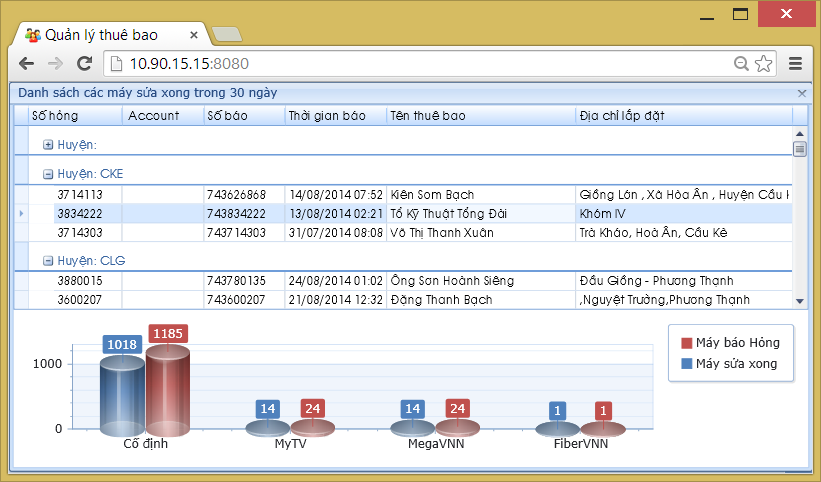 Quản lý thuê bao
10.90.15.15:8080
Danh sách các máy sửa xong trong 30 ngày
Số hỏng Account Số báo Thời gian báo Tên thuê bao Địa chỉ lắp đặt
Huyện:
Huyện: CKE
3714113 743626868 14/08/2014 07:52 Kiên Som Bạch Giồng Lớn , Xã Hòa Ân , Huyện Cầu
3834222 743834222 13/08/2014 02:21 Tổ Kỹ Thuật Tổng Đài Khóm IV
3714303 743714303 31/07/2014 08:08 Võ Thị Thanh Xuân Trà Kháo, Hoà Ân, Cầu Kè
Huyện: CLG
3880015 743780135 24/08/2014 01:02 Ông Sơn Hoành Siêng Đầu Giồng - Phương Thạnh
3600207 743600207 21/08/2014 12:32 Đặng Thanh Bạch ,Nguyệt Trường,Phương Thạnh
1018 1185
14 24
14 24
1 1
1000
0
Cố định MyTV MegaVNN FiberVNN
Máy báo Hỏng
Máy sửa xong